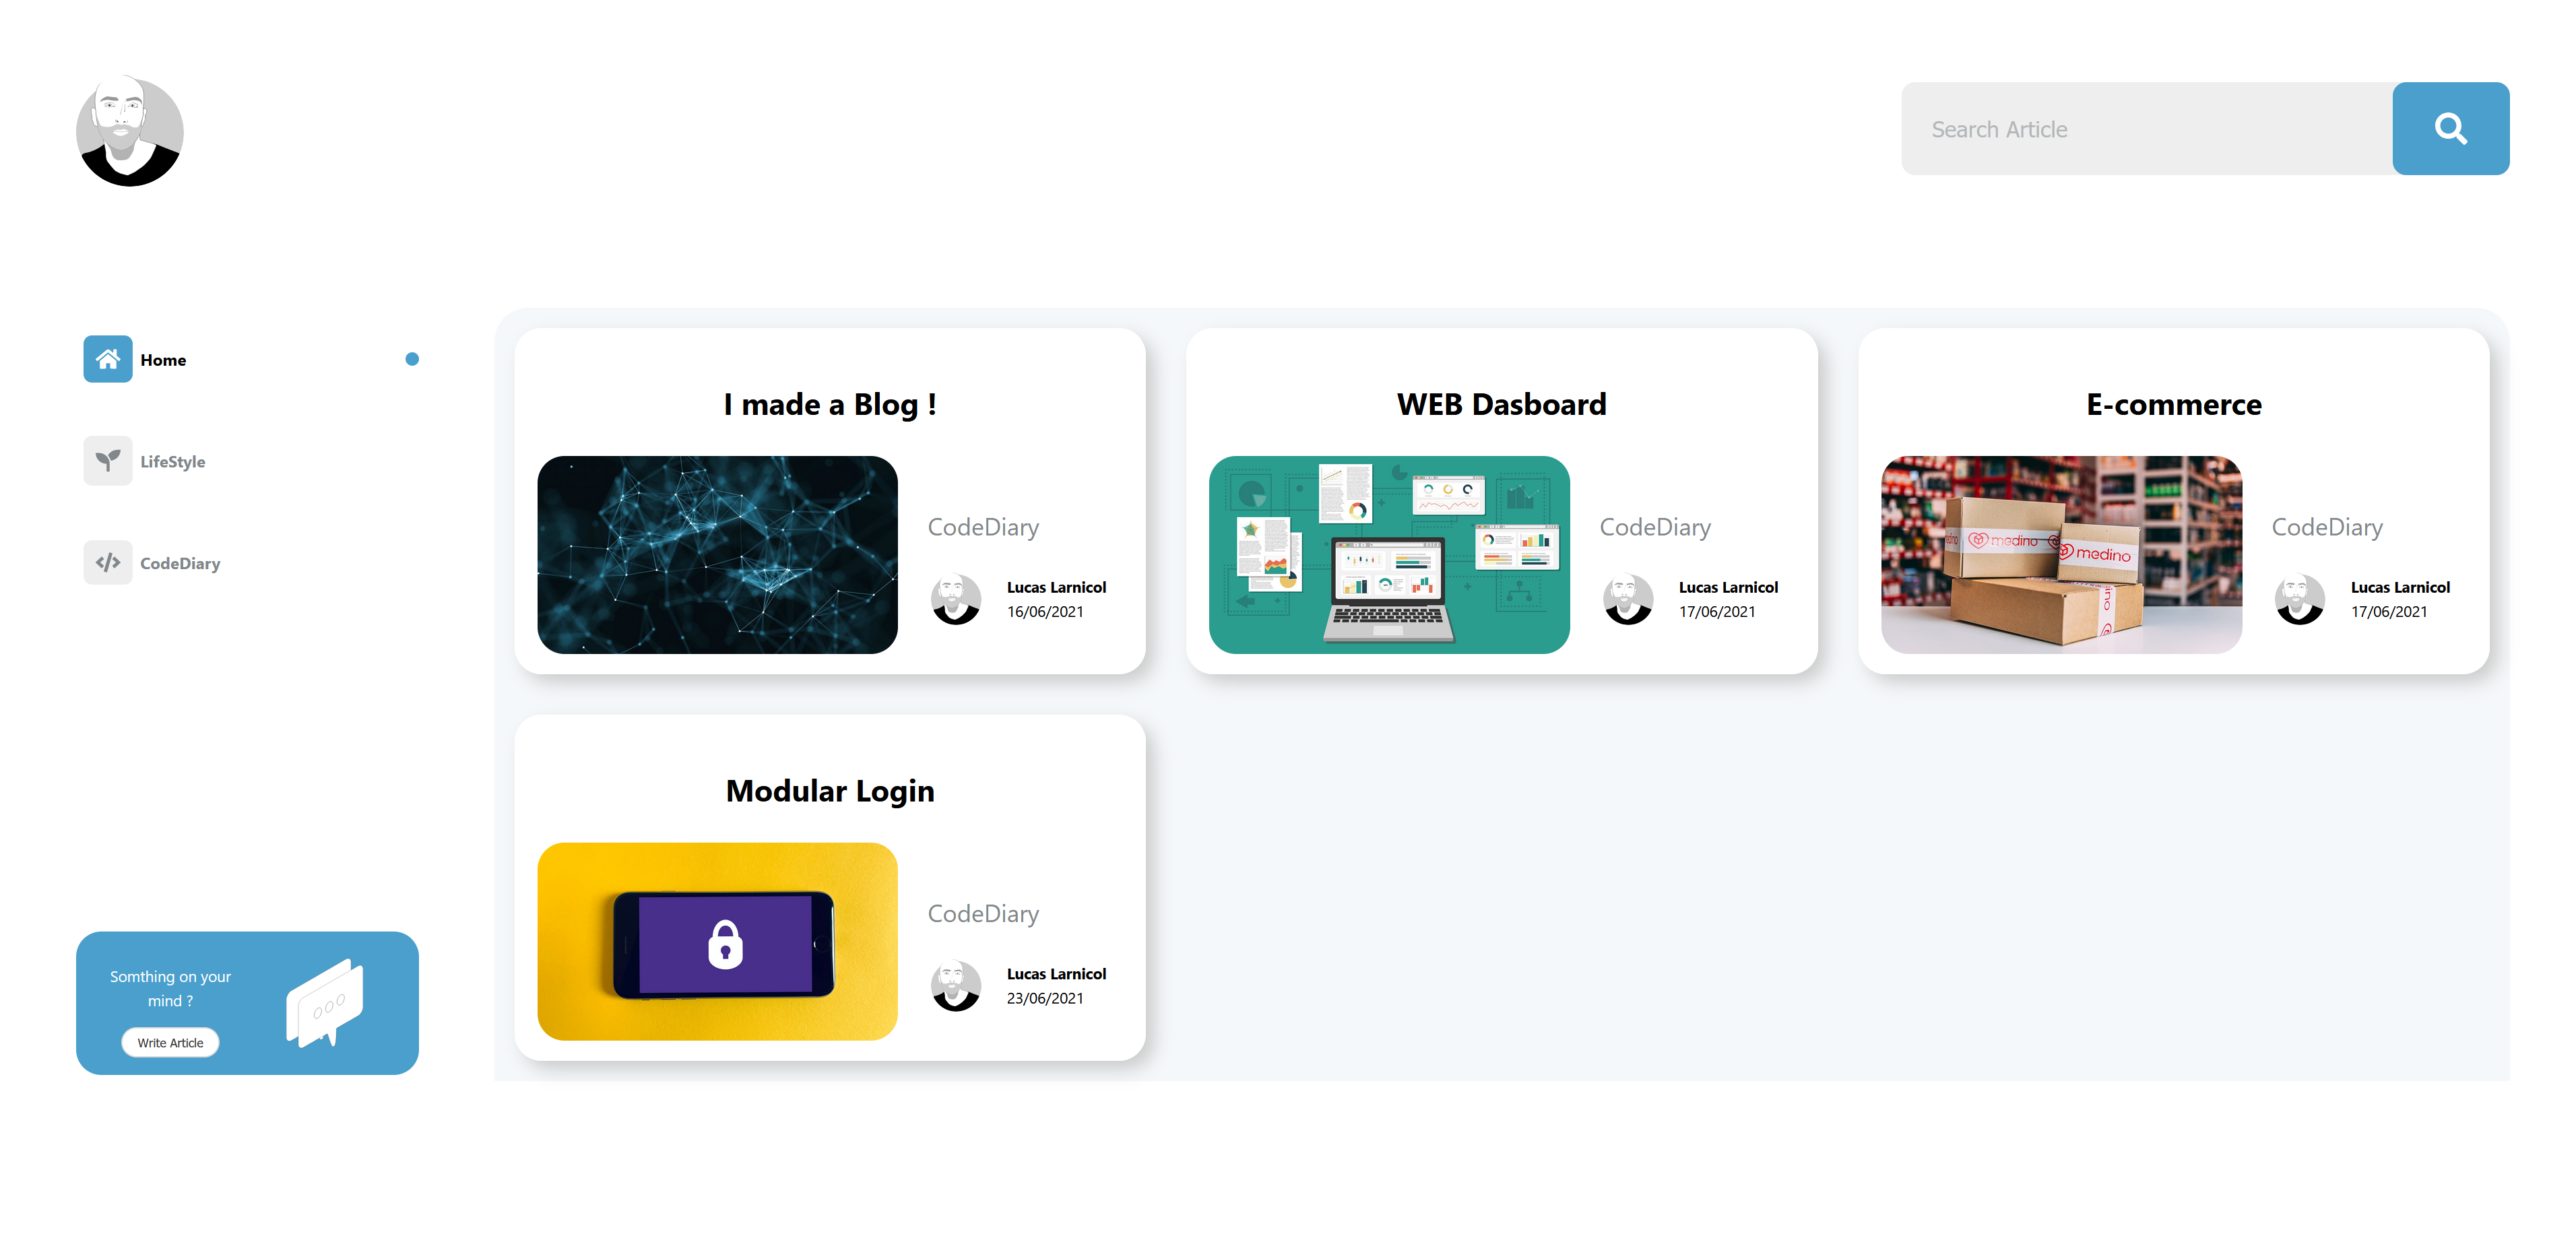 Search Article
Home
LifeStyle
CodeDiary
Somthing on your
mind ?
Write Article
I made a Blog !
CodeDiary
Lucas Larnicol
16/06/2021
WEB Dasboard
CodeDiary
Lucas Larnicol
17/06/2021
E-commerce
medino
medino
CodeDiary
Lucas Larnicol
17/06/2021
Modular Login
CodeDiary
Lucas Larnicol
23/06/2021